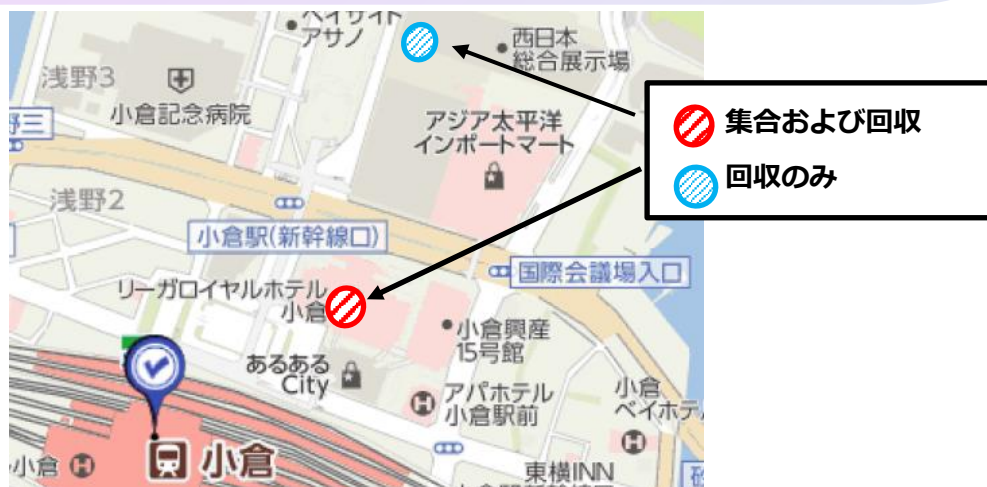 ベイサイド
アサノ
西日本
総合展示場
浅野3
小倉記念病院
アジア太平洋
インポートマート
集合および回収
回収のみ
野三
浅野2
小倉駅(新幹線口)
国際会議場入口
リーガロイヤルホテル
小倉
小倉興産
15号館
あるある
City
アパホテル
小倉駅前
小倉
ベイホテ
小倉
小倉
東横INN